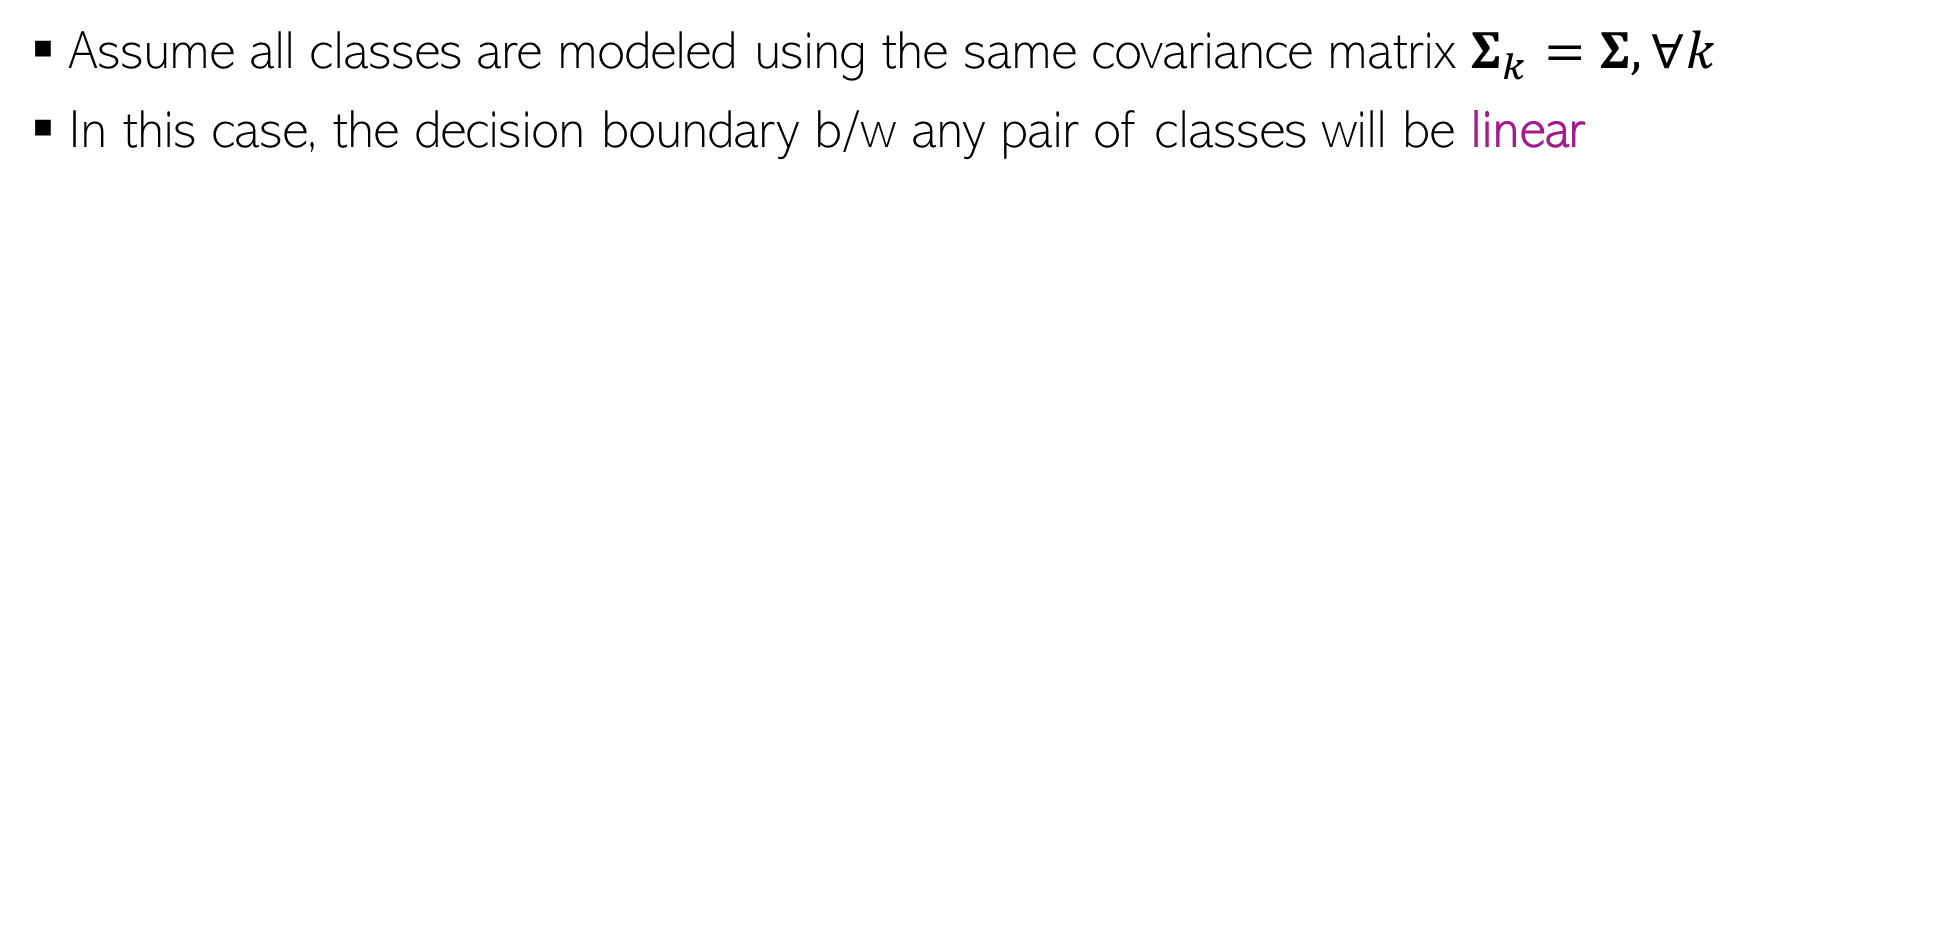 ▪ Assume all classes are modeled using the same covariance matrix 𝚺ₖ = 𝚺, ∀𝑘
▪ In this case, the decision boundary b/w any pair of classes will be linear